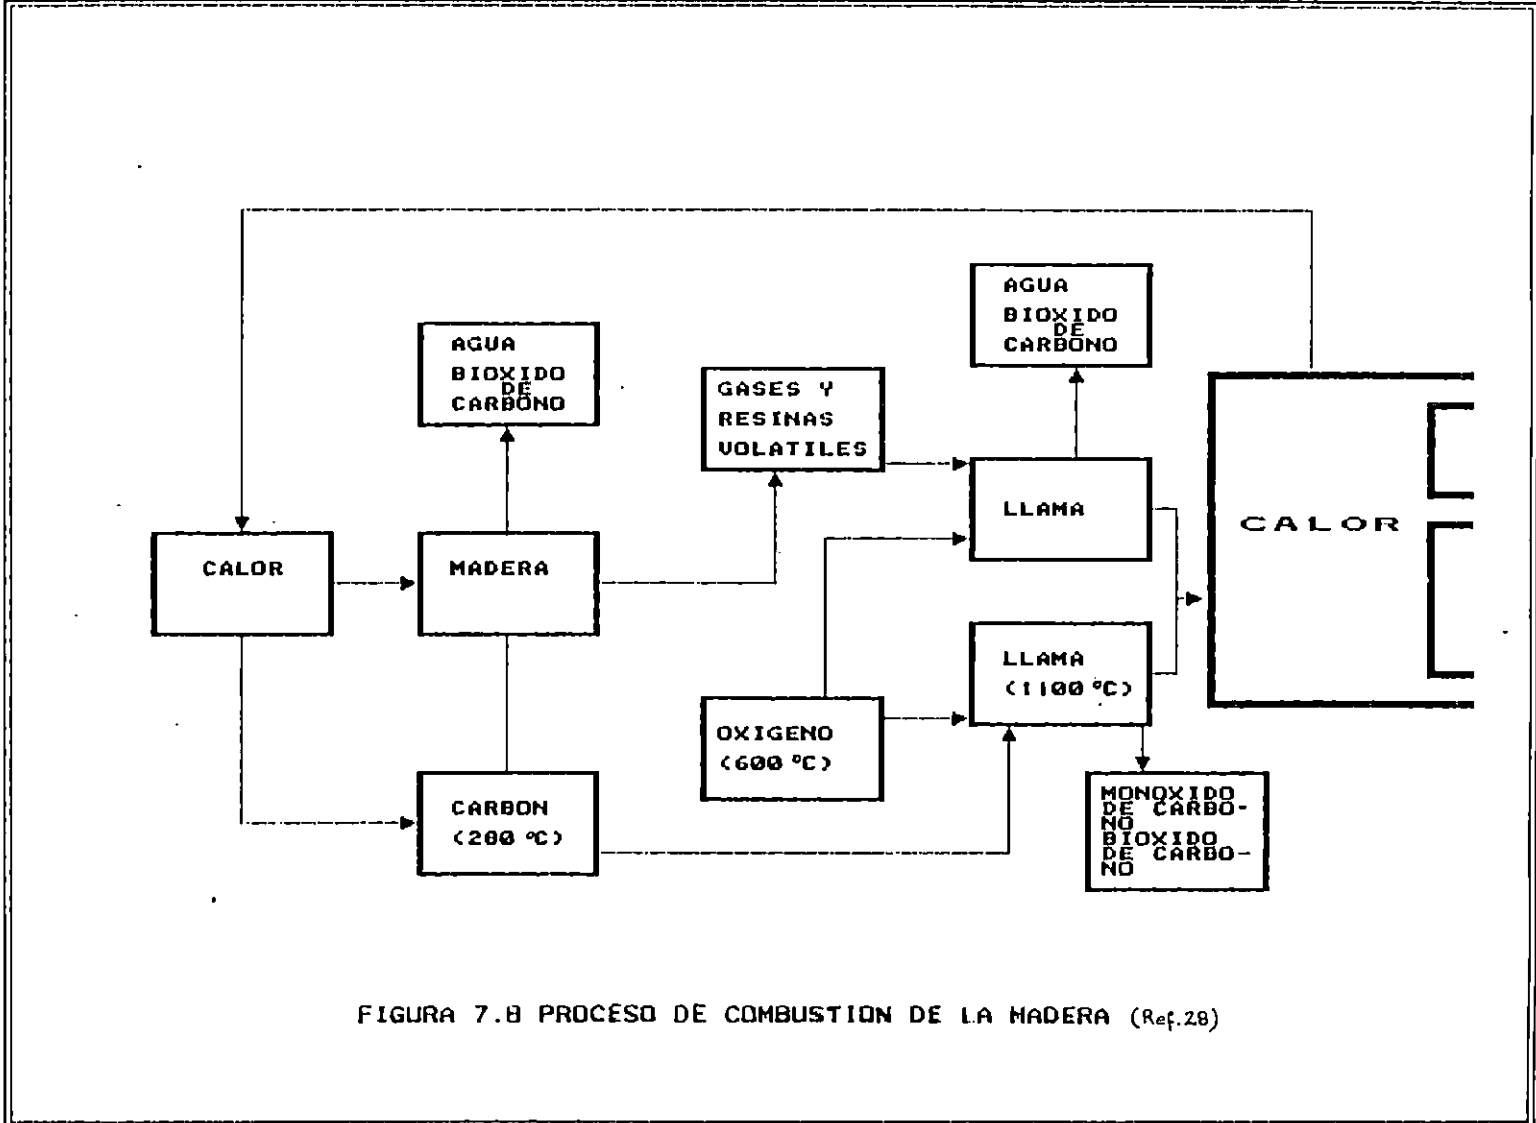 AGUA
BIOXIDO
DE
CARBONO
AGUA
BIOXIDO
DE
CARBONO
GASES Y
RESINAS
VOLATILES
LLAMA
CALOR
CALOR
MADERA
LLAMA
(1100 °C)
OXIGENO
(600 °C)
CARBON
(280 °C)
MONOXIDO
DE CARBO-
NO
BIOXIDO
DE CARBO-
NO
FIGURA 7.8 PROCESO DE COMBUSTION DE LA MADERA (Ref.28)